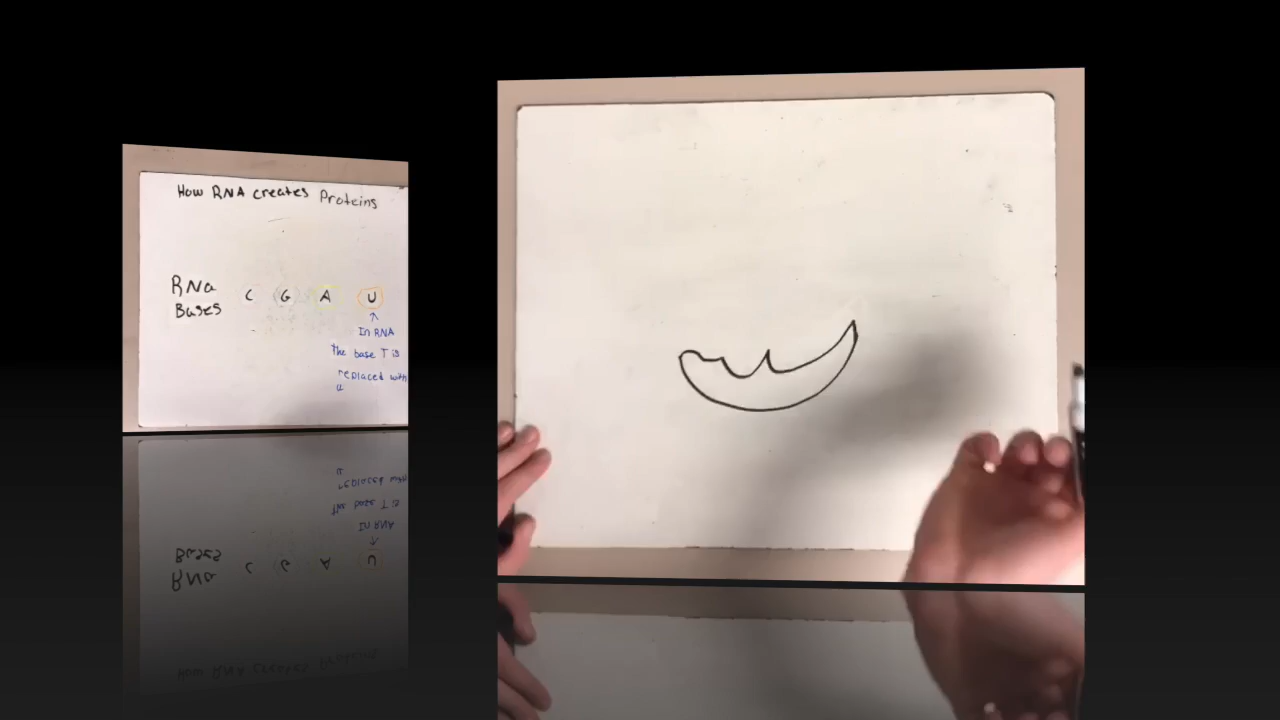 How RNA creates Proteins
RNa
Bases
C G A U
↑
In RNA
the base T is
replaced with
u